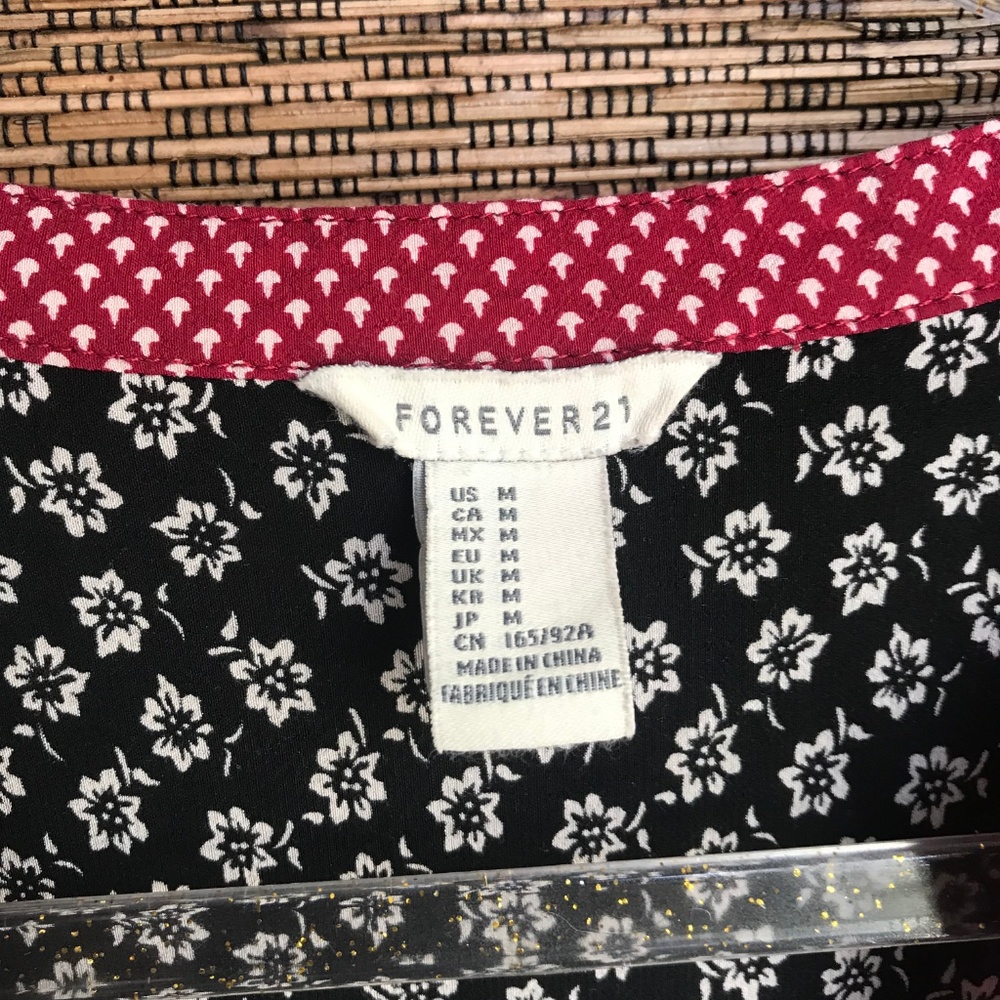 FOREVER 21
US M
CA M
MX M
EU M
UK M
KR M
JP M
CN 165/92A
MADE IN CHINA
FABRIQUÉ EN CHINE